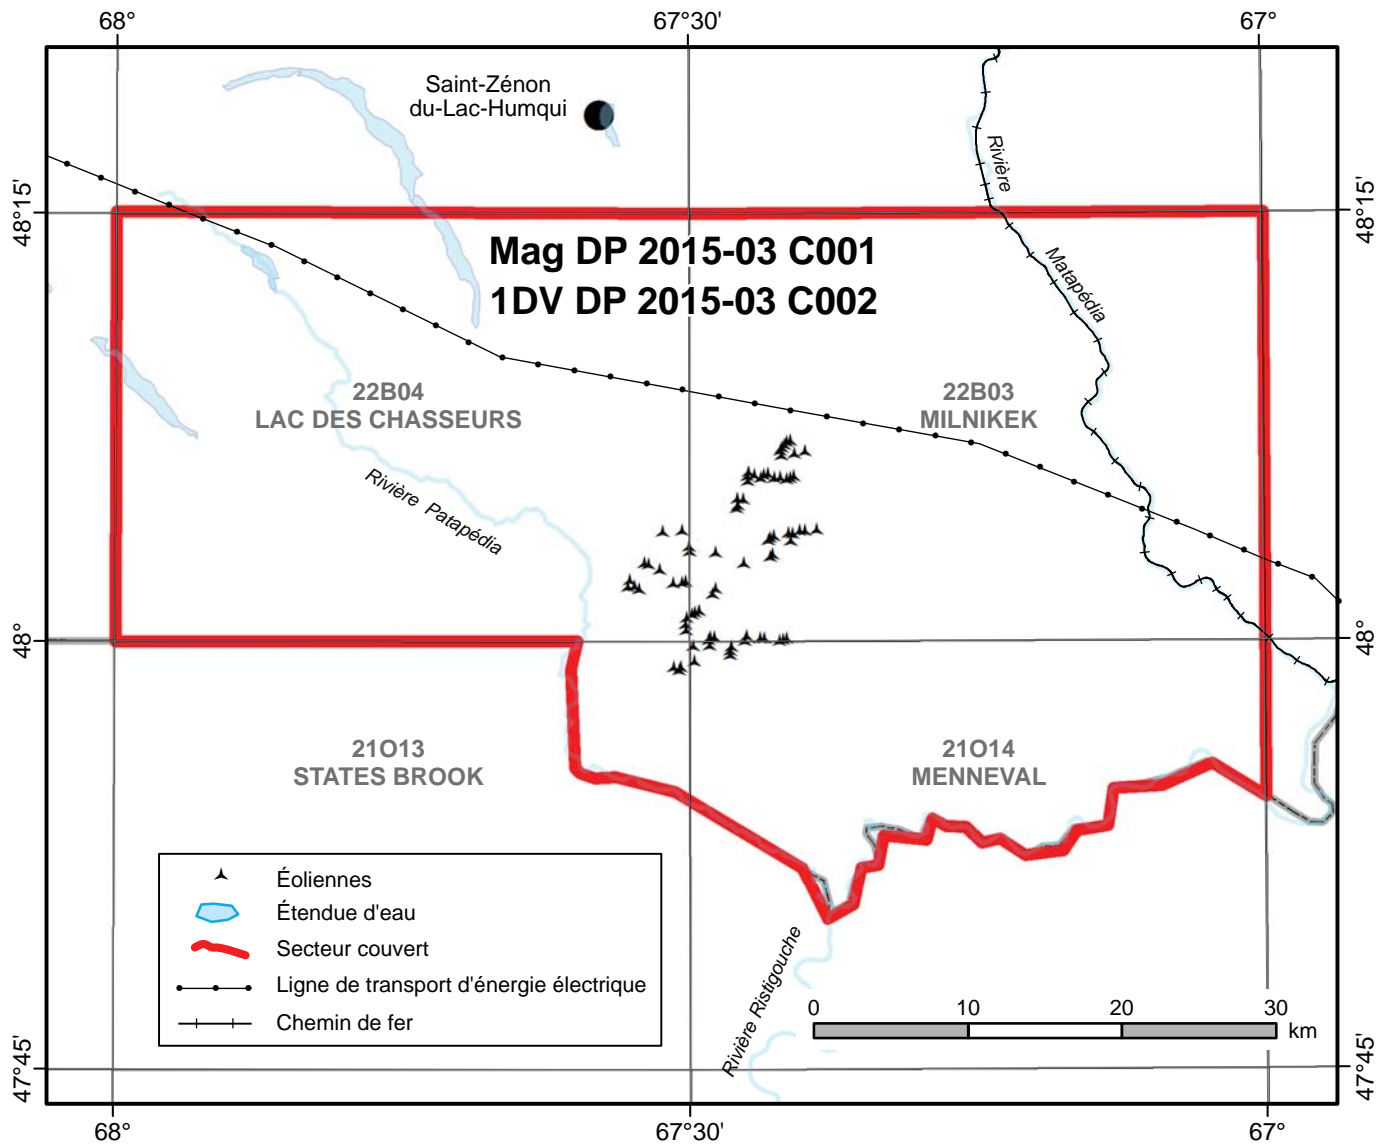 68°
67°30'
67°
Saint-Zénon
du-Lac-Humqui
Rivière
48°15'
48°15'
Mag DP 2015-03 C001
1DV DP 2015-03 C002
Matapédia
22B04
LAC DES CHASSEURS
22B03
MILNIKEK
Rivière Patapédia
48°
48°
21O13
STATES BROOK
21O14
MENNEVAL
Éoliennes
Étendue d'eau
Secteur couvert
Ligne de transport d'énergie électrique
Chemin de fer
Rivière Ristigouche
0 10 20 30
km
47°45'
47°45'
68°
67°30'
67°